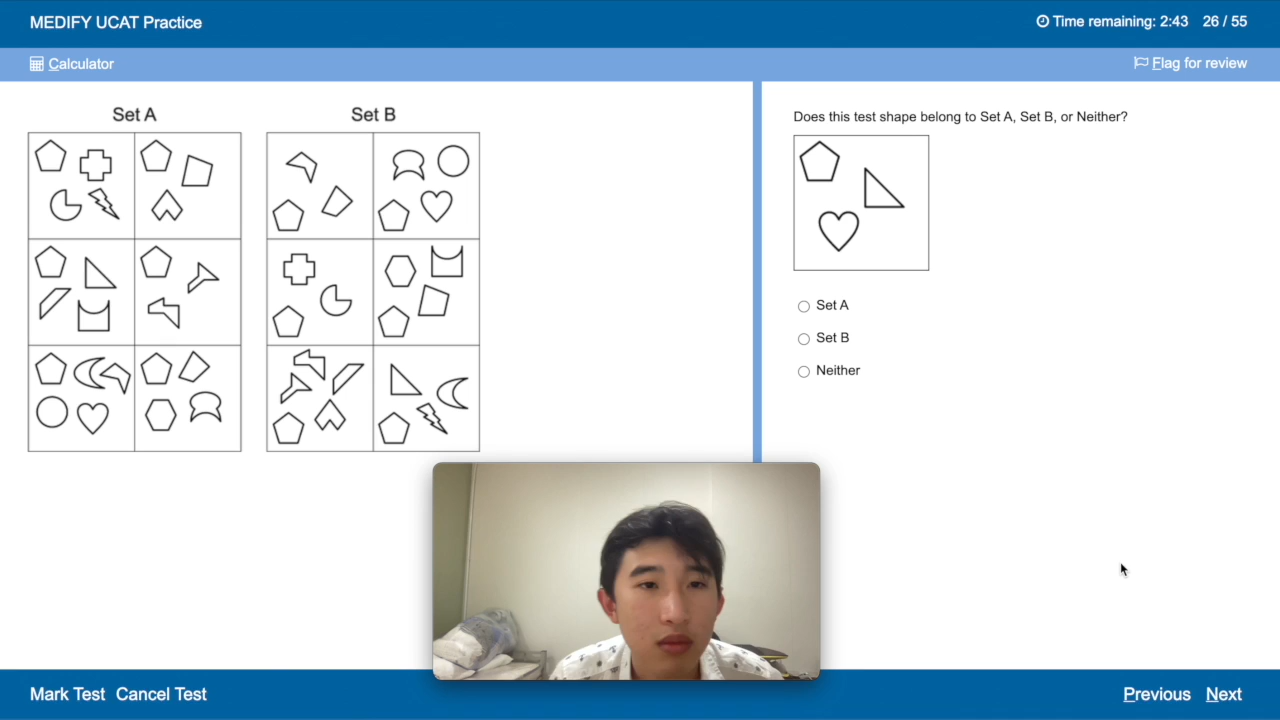 MEDIFY UCAT Practice
Time remaining: 2:43 26 / 55
Calculator
Flag for review
Set A
Set B
Does this test shape belong to Set A, Set B, or Neither?
Set A
Set B
Neither
Mark Test Cancel Test
Previous Next